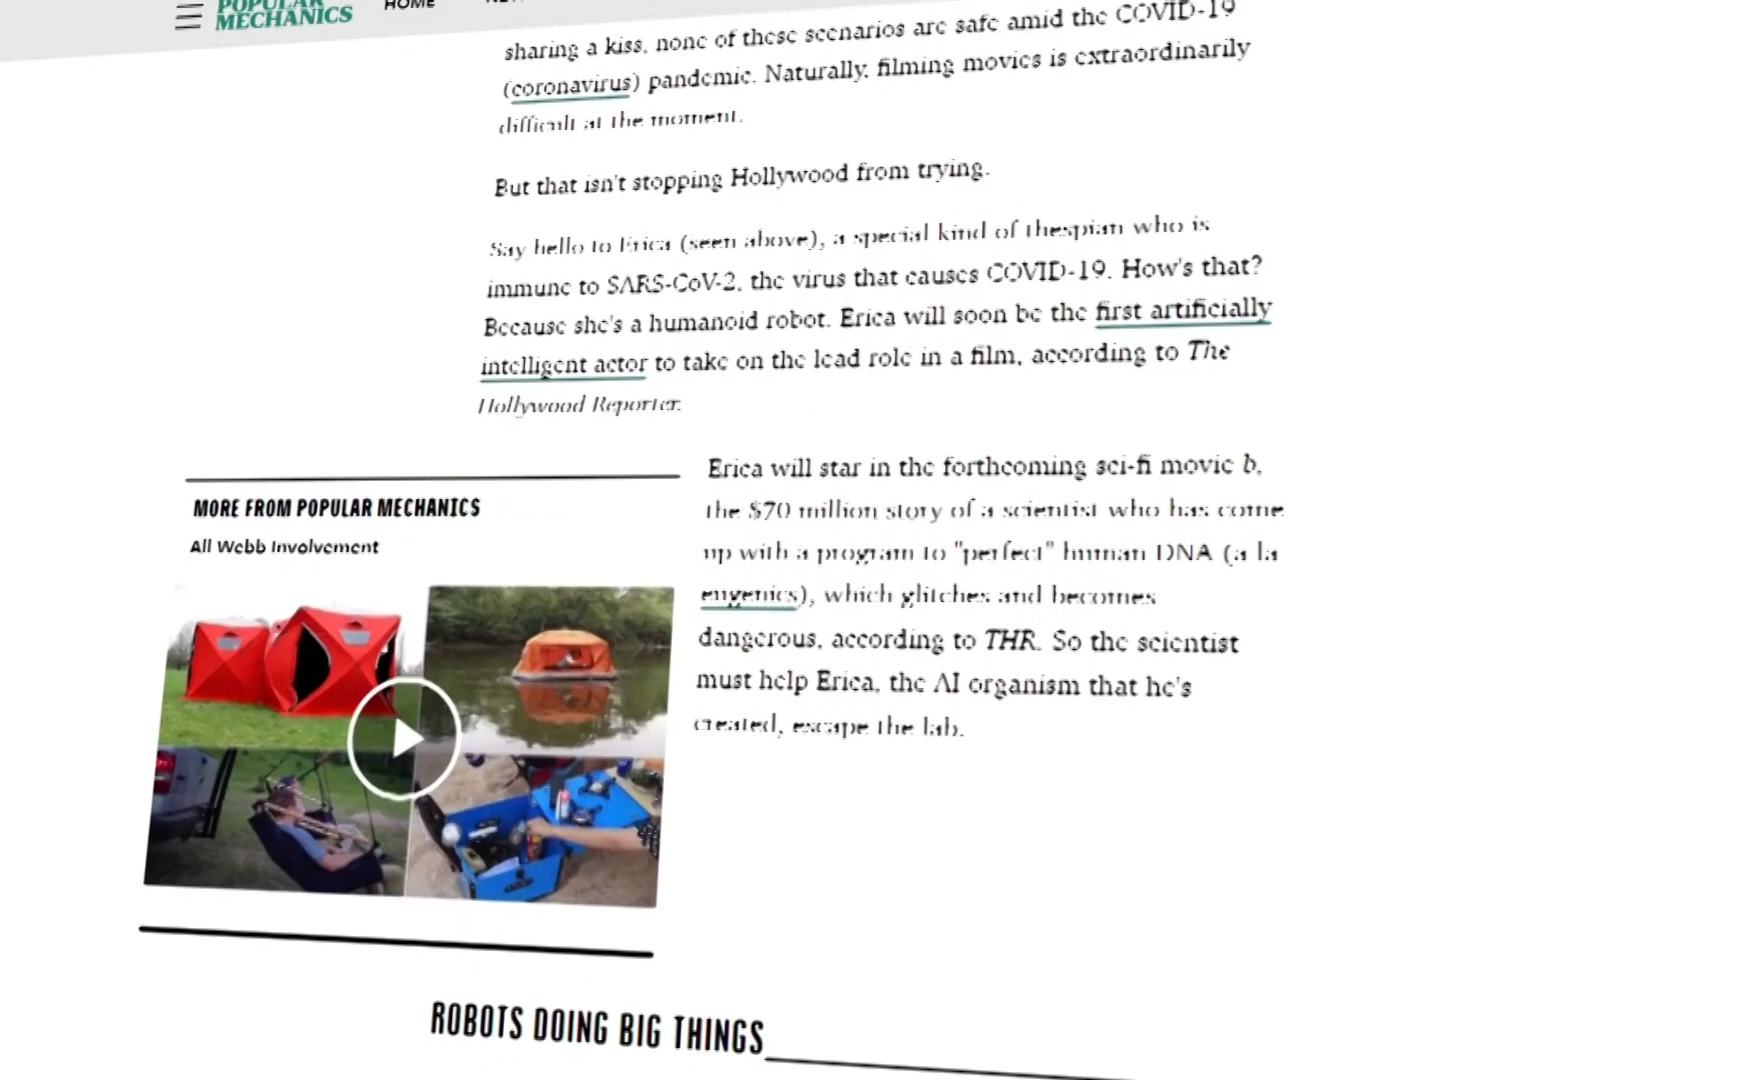 POPULAR
MECHANICS
HOME
sharing a kiss, none of these scenarios are safe amid the COVID-19
(coronavirus) pandemic. Naturally, filming movies is extraordinarily
difficult at the moment.
But that isn't stopping Hollywood from trying.
Say hello to Erica (seen above), a special kind of thespian who is
immune to SARS-CoV-2, the virus that causes COVID-19. How's that?
Because she's a humanoid robot. Erica will soon be the first artificially
intelligent actor to take on the lead role in a film, according to The
Hollywood Reporter.
MORE FROM POPULAR MECHANICS
All Webb Involvement
Erica will star in the forthcoming sci-fi movie b,
the $70 million story of a scientist who has come
up with a program to "perfect" human DNA (a la
eugenics), which glitches and becomes
dangerous, according to THR. So the scientist
must help Erica, the AI organism that he's
created, escape the lab.
ROBOTS DOING BIG THINGS